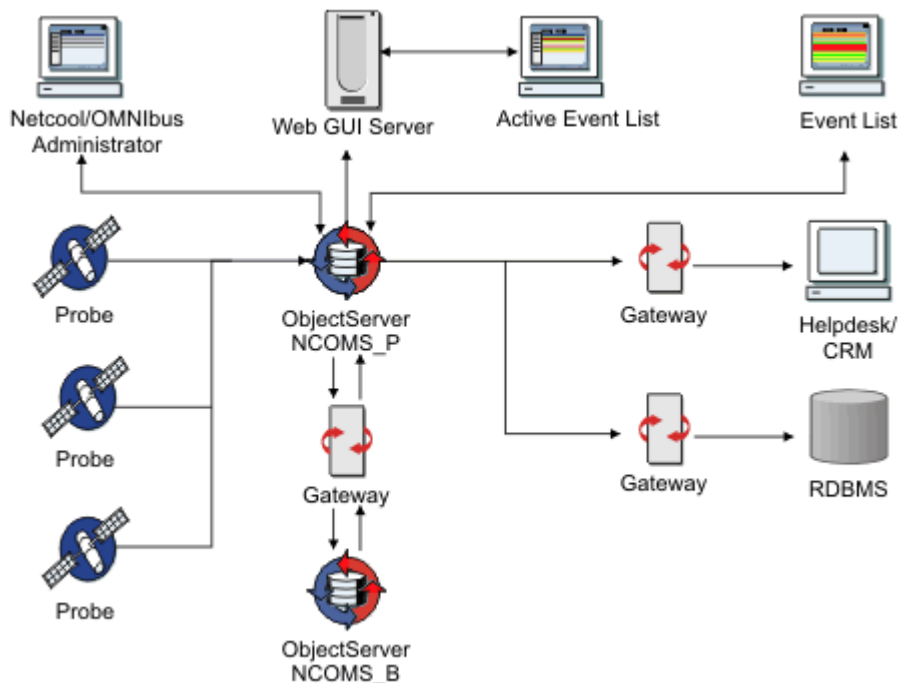 Netcool/OMNIbus
Administrator
Web GUI Server
Active Event List
Event List
Probe
ObjectServer
NCOMS_P
Gateway
Helpdesk/
CRM
Probe
Gateway
Gateway
RDBMS
Probe
ObjectServer
NCOMS_B